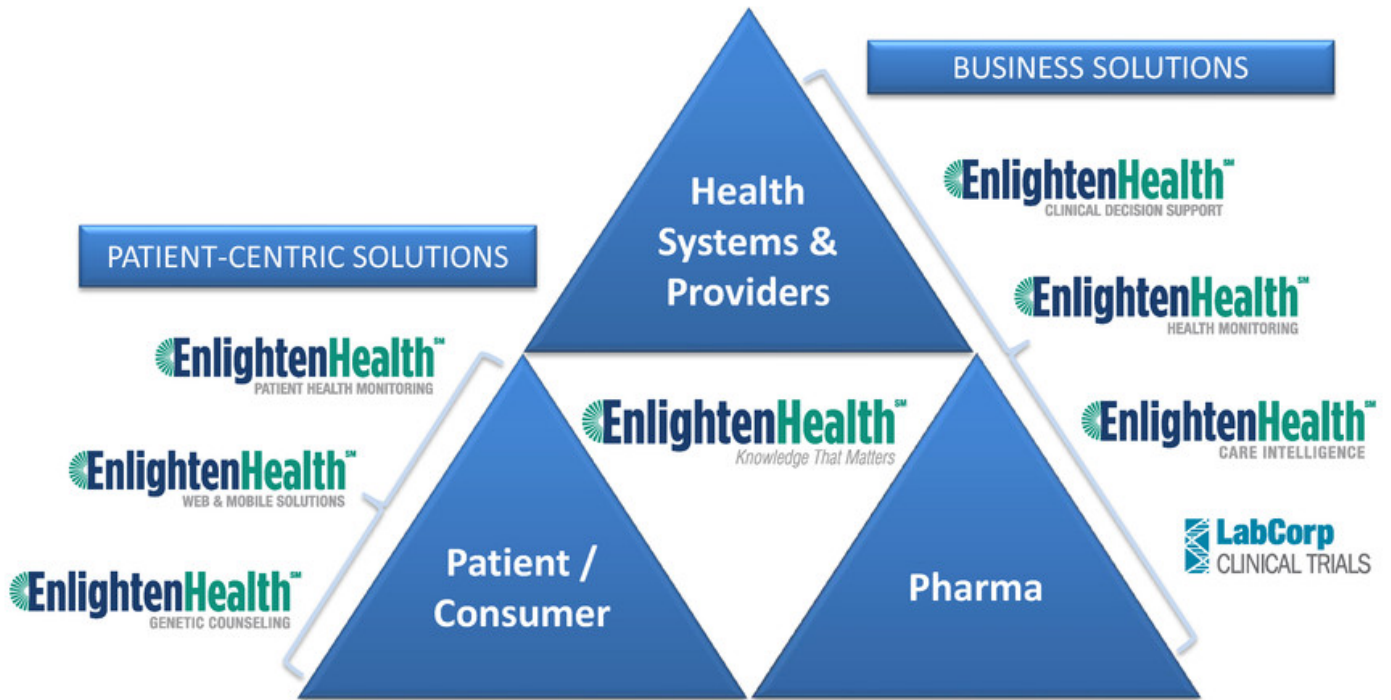 BUSINESS SOLUTIONS
EnlightenHealth℠
CLINICAL DECISION SUPPORT
Health
Systems &
Providers
PATIENT-CENTRIC SOLUTIONS
EnlightenHealth℠
HEALTH MONITORING
EnlightenHealth℠
PATIENT HEALTH MONITORING
EnlightenHealth℠
Knowledge That Matters
EnlightenHealth℠
CARE INTELLIGENCE
EnlightenHealth℠
WEB & MOBILE SOLUTIONS
LabCorp
CLINICAL TRIALS
Patient /
Consumer
Pharma
EnlightenHealth℠
GENETIC COUNSELING